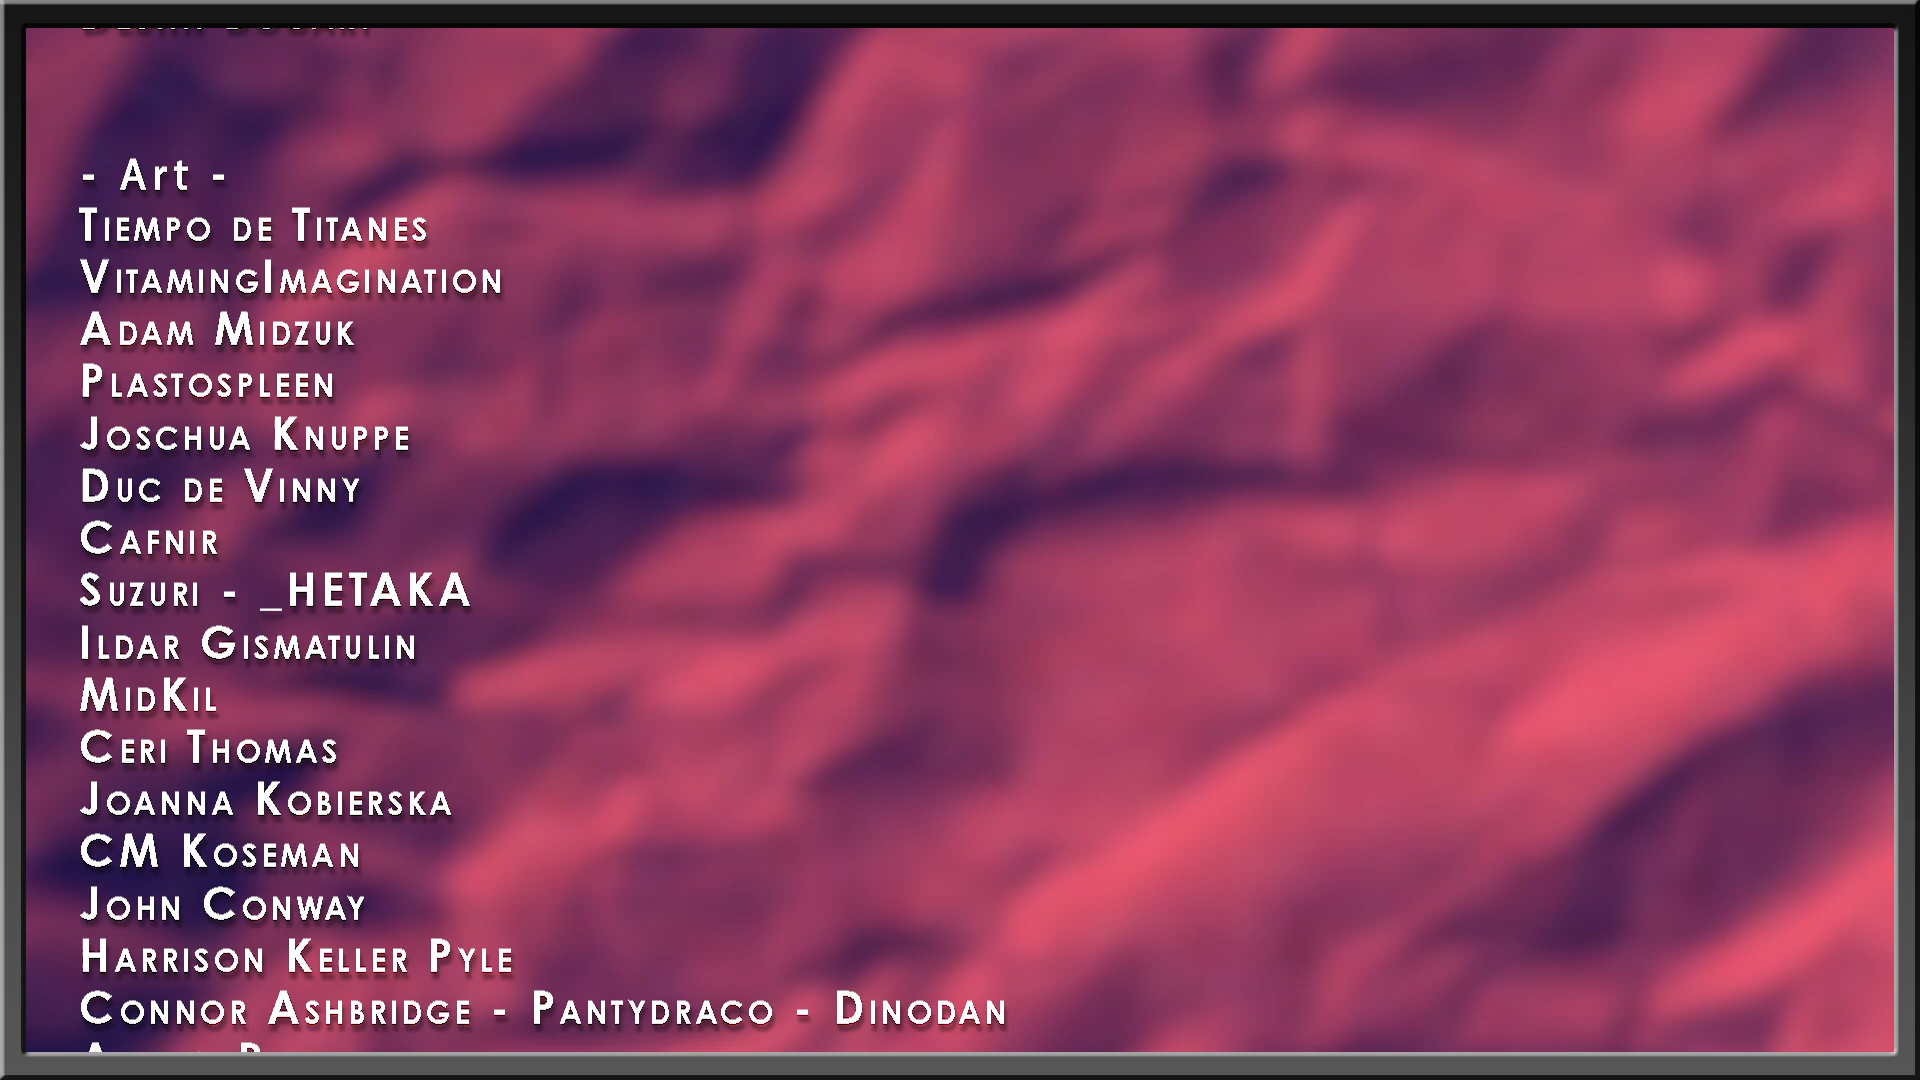 - Art -
Tiempo de Titanes
VitamingImagination
Adam Midzuk
Plastospleen
Joschua Knuppe
Duc de Vinny
Cafnir
Suzuri - _HETAKA
Ildar Gismatulin
MidKil
Ceri Thomas
Joanna Kobierska
CM Koseman
John Conway
Harrison Keller Pyle
Connor Ashbridge - Pantydraco - Dinodan